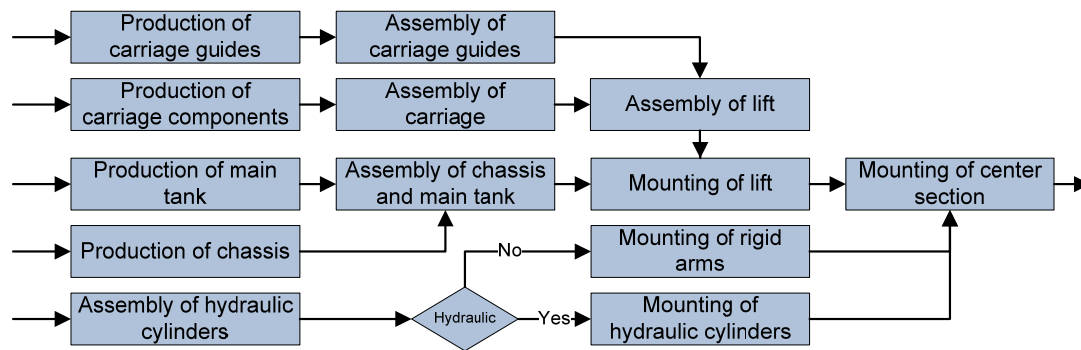 Production of
carriage guides
Assembly of
carriage guides
Production of
carriage components
Assembly of
carriage
Assembly of lift
Production of main
tank
Assembly of chassis
and main tank
Mounting of lift
Mounting of center
section
Production of chassis
No
Mounting of rigid
arms
Assembly of hydraulic
cylinders
Hydraulic
Yes
Mounting of
hydraulic cylinders